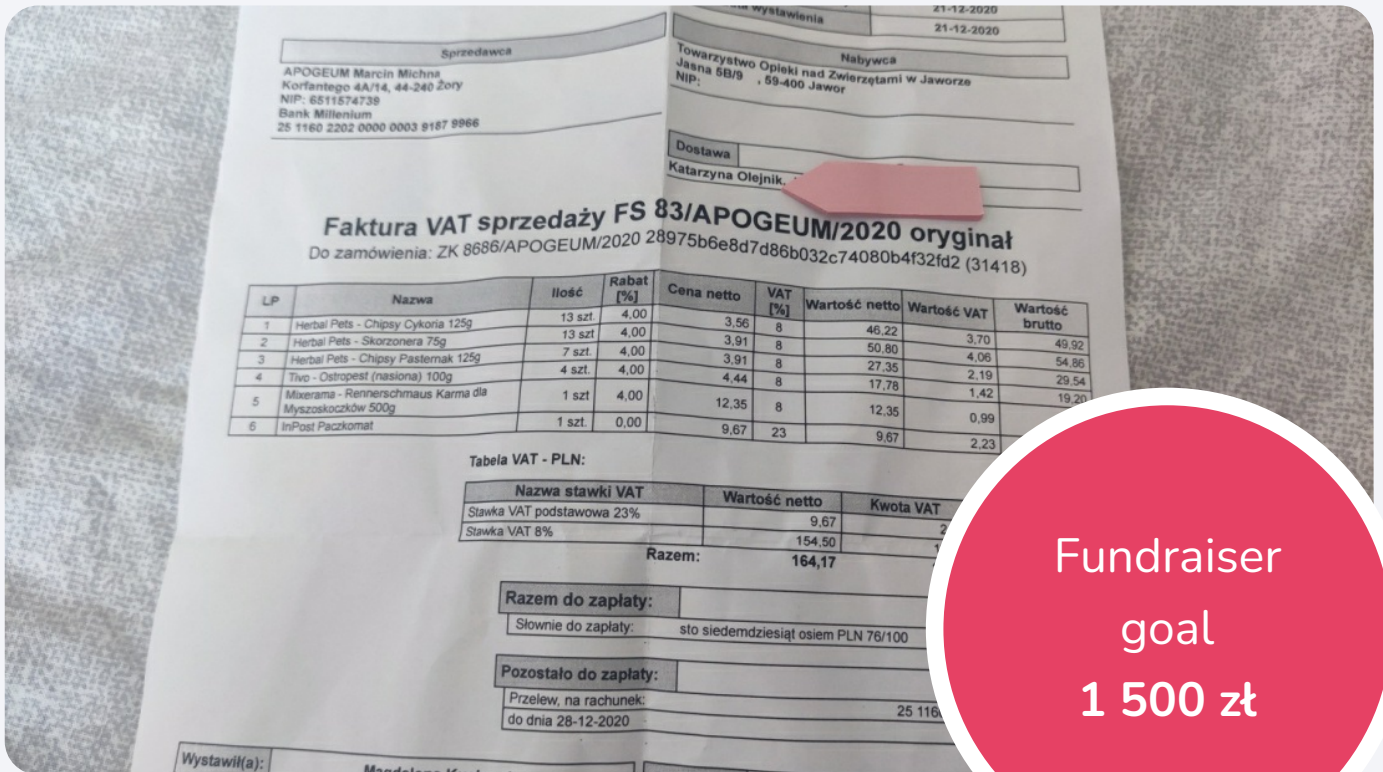 wystawienia
21-12-2020
21-12-2020
Sprzedawca
APOGEUM Marcin Michna
Korfantego 4A/14, 44-240 Żory
NIP: 6511574739
Bank Millenium
25 1160 2202 0000 0003 9187 9966
Nabywca
Towarzystwo Opieki nad Zwierzętami w Jaworze
Jasna 5B/9 , 59-400 Jawor
NIP:
Dostawa
Katarzyna Olejnik,
Faktura VAT sprzedaży FS 83/APOGEUM/2020 oryginał
Do zamówienia: ZK 8686/APOGEUM/2020 28975b6e8d7d86b032c74080b4f32fd2 (31418)
LP Nazwa Ilość Rabat [%] Cena netto VAT [%] Wartość netto Wartość VAT Wartość brutto
1 Herbal Pets - Chipsy Cykoria 125g 13 szt. 4,00 3,56 8 46,22 3,70 49,92
2 Herbal Pets - Skorzonera 75g 13 szt 4,00 3,91 8 50,80 4,06 54,86
3 Herbal Pets - Chipsy Pasternak 125g 7 szt. 4,00 3,91 8 27,35 2,19 29,54
4 Tivo - Ostropest (nasiona) 100g 4 szt. 4,00 4,44 8 17,78 1,42 19,20
5 Mixerama - Rennerschmaus Karma dla Myszoskoczków 500g 1 szt 4,00 12,35 8 12,35 0,99
6 InPost Paczkomat 1 szt. 0,00 9,67 23 9,67 2,23
Tabela VAT - PLN:
Nazwa stawki VAT Wartość netto Kwota VAT
Stawka VAT podstawowa 23% 9,67 2
Stawka VAT 8% 154,50 1
Razem: 164,17
Razem do zapłaty:
Słownie do zapłaty: sto siedemdziesiąt osiem PLN 76/100
Pozostało do zapłaty:
Przelew, na rachunek: 25 116
do dnia 28-12-2020
Wystawił(a):
Fundraiser
goal
1 500 zł